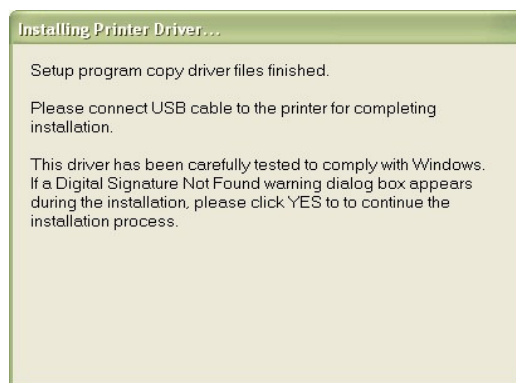 Installing Printer Driver...
Setup program copy driver files finished.
Please connect USB cable to the printer for completing
installation.
This driver has been carefully tested to comply with Windows.
If a Digital Signature Not Found warning dialog box appears
during the installation, please click YES to to continue the
installation process.